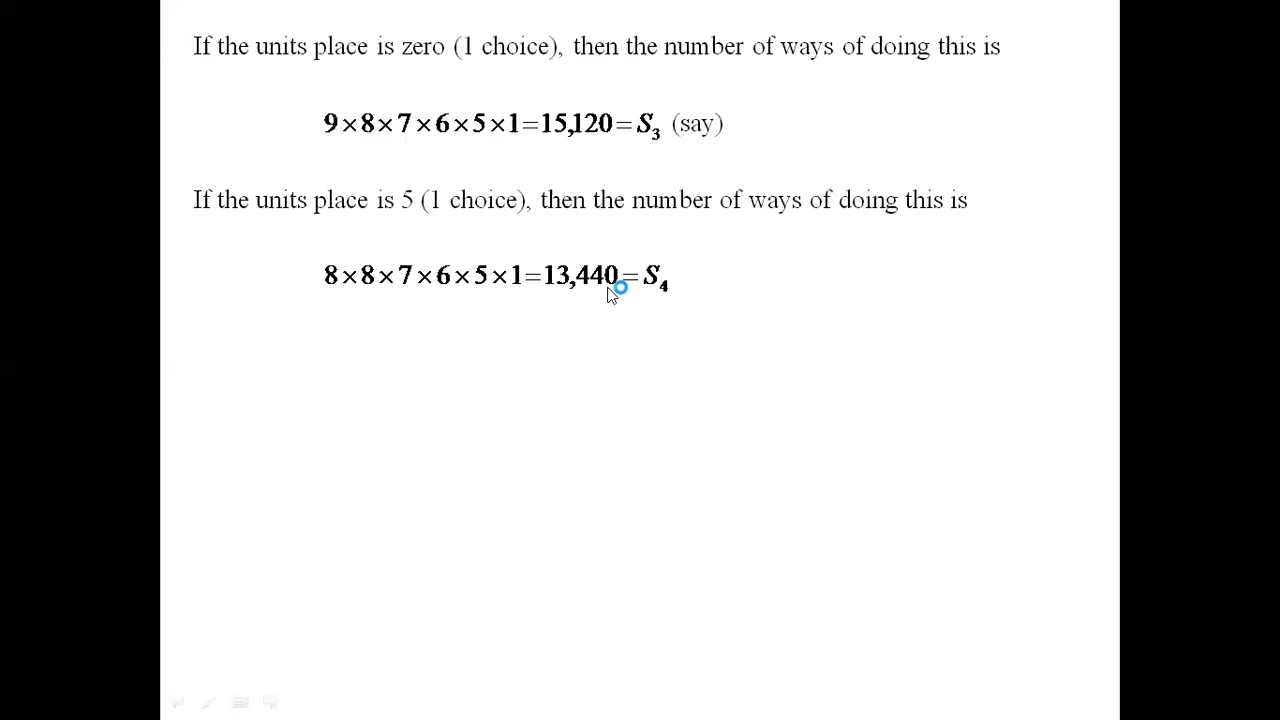 If the units place is zero (1 choice), then the number of ways of doing this is
9×8×7×6×5×1=15,120= S₃ (say)
If the units place is 5 (1 choice), then the number of ways of doing this is
8×8×7×6×5×1=13,440= S₄